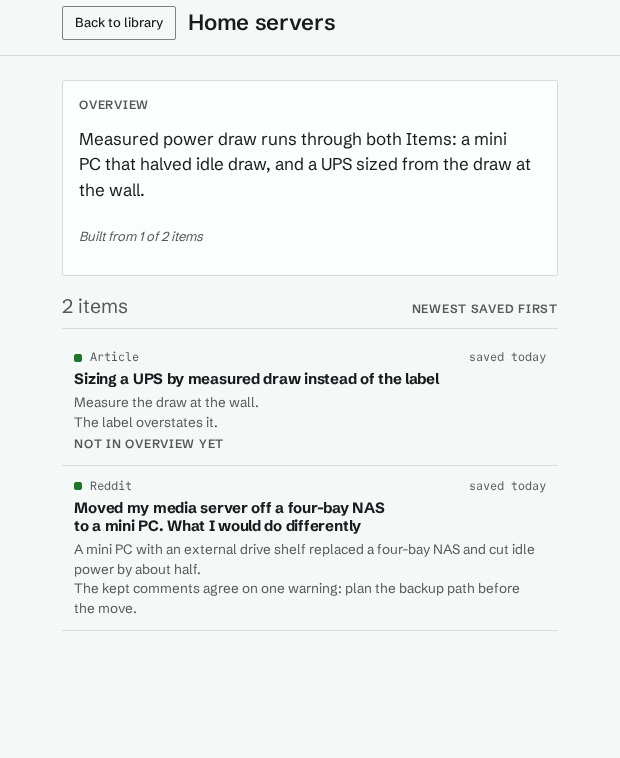 Back to library
Home servers
OVERVIEW
Measured power draw runs through both Items: a mini
PC that halved idle draw, and a UPS sized from the draw at
the wall.
Built from 1 of 2 items
2 items
NEWEST SAVED FIRST
Article
saved today
Sizing a UPS by measured draw instead of the label
Measure the draw at the wall.
The label overstates it.
NOT IN OVERVIEW YET
Reddit
saved today
Moved my media server off a four-bay NAS
to a mini PC. What I would do differently
A mini PC with an external drive shelf replaced a four-bay NAS and cut idle
power by about half.
The kept comments agree on one warning: plan the backup path before
the move.